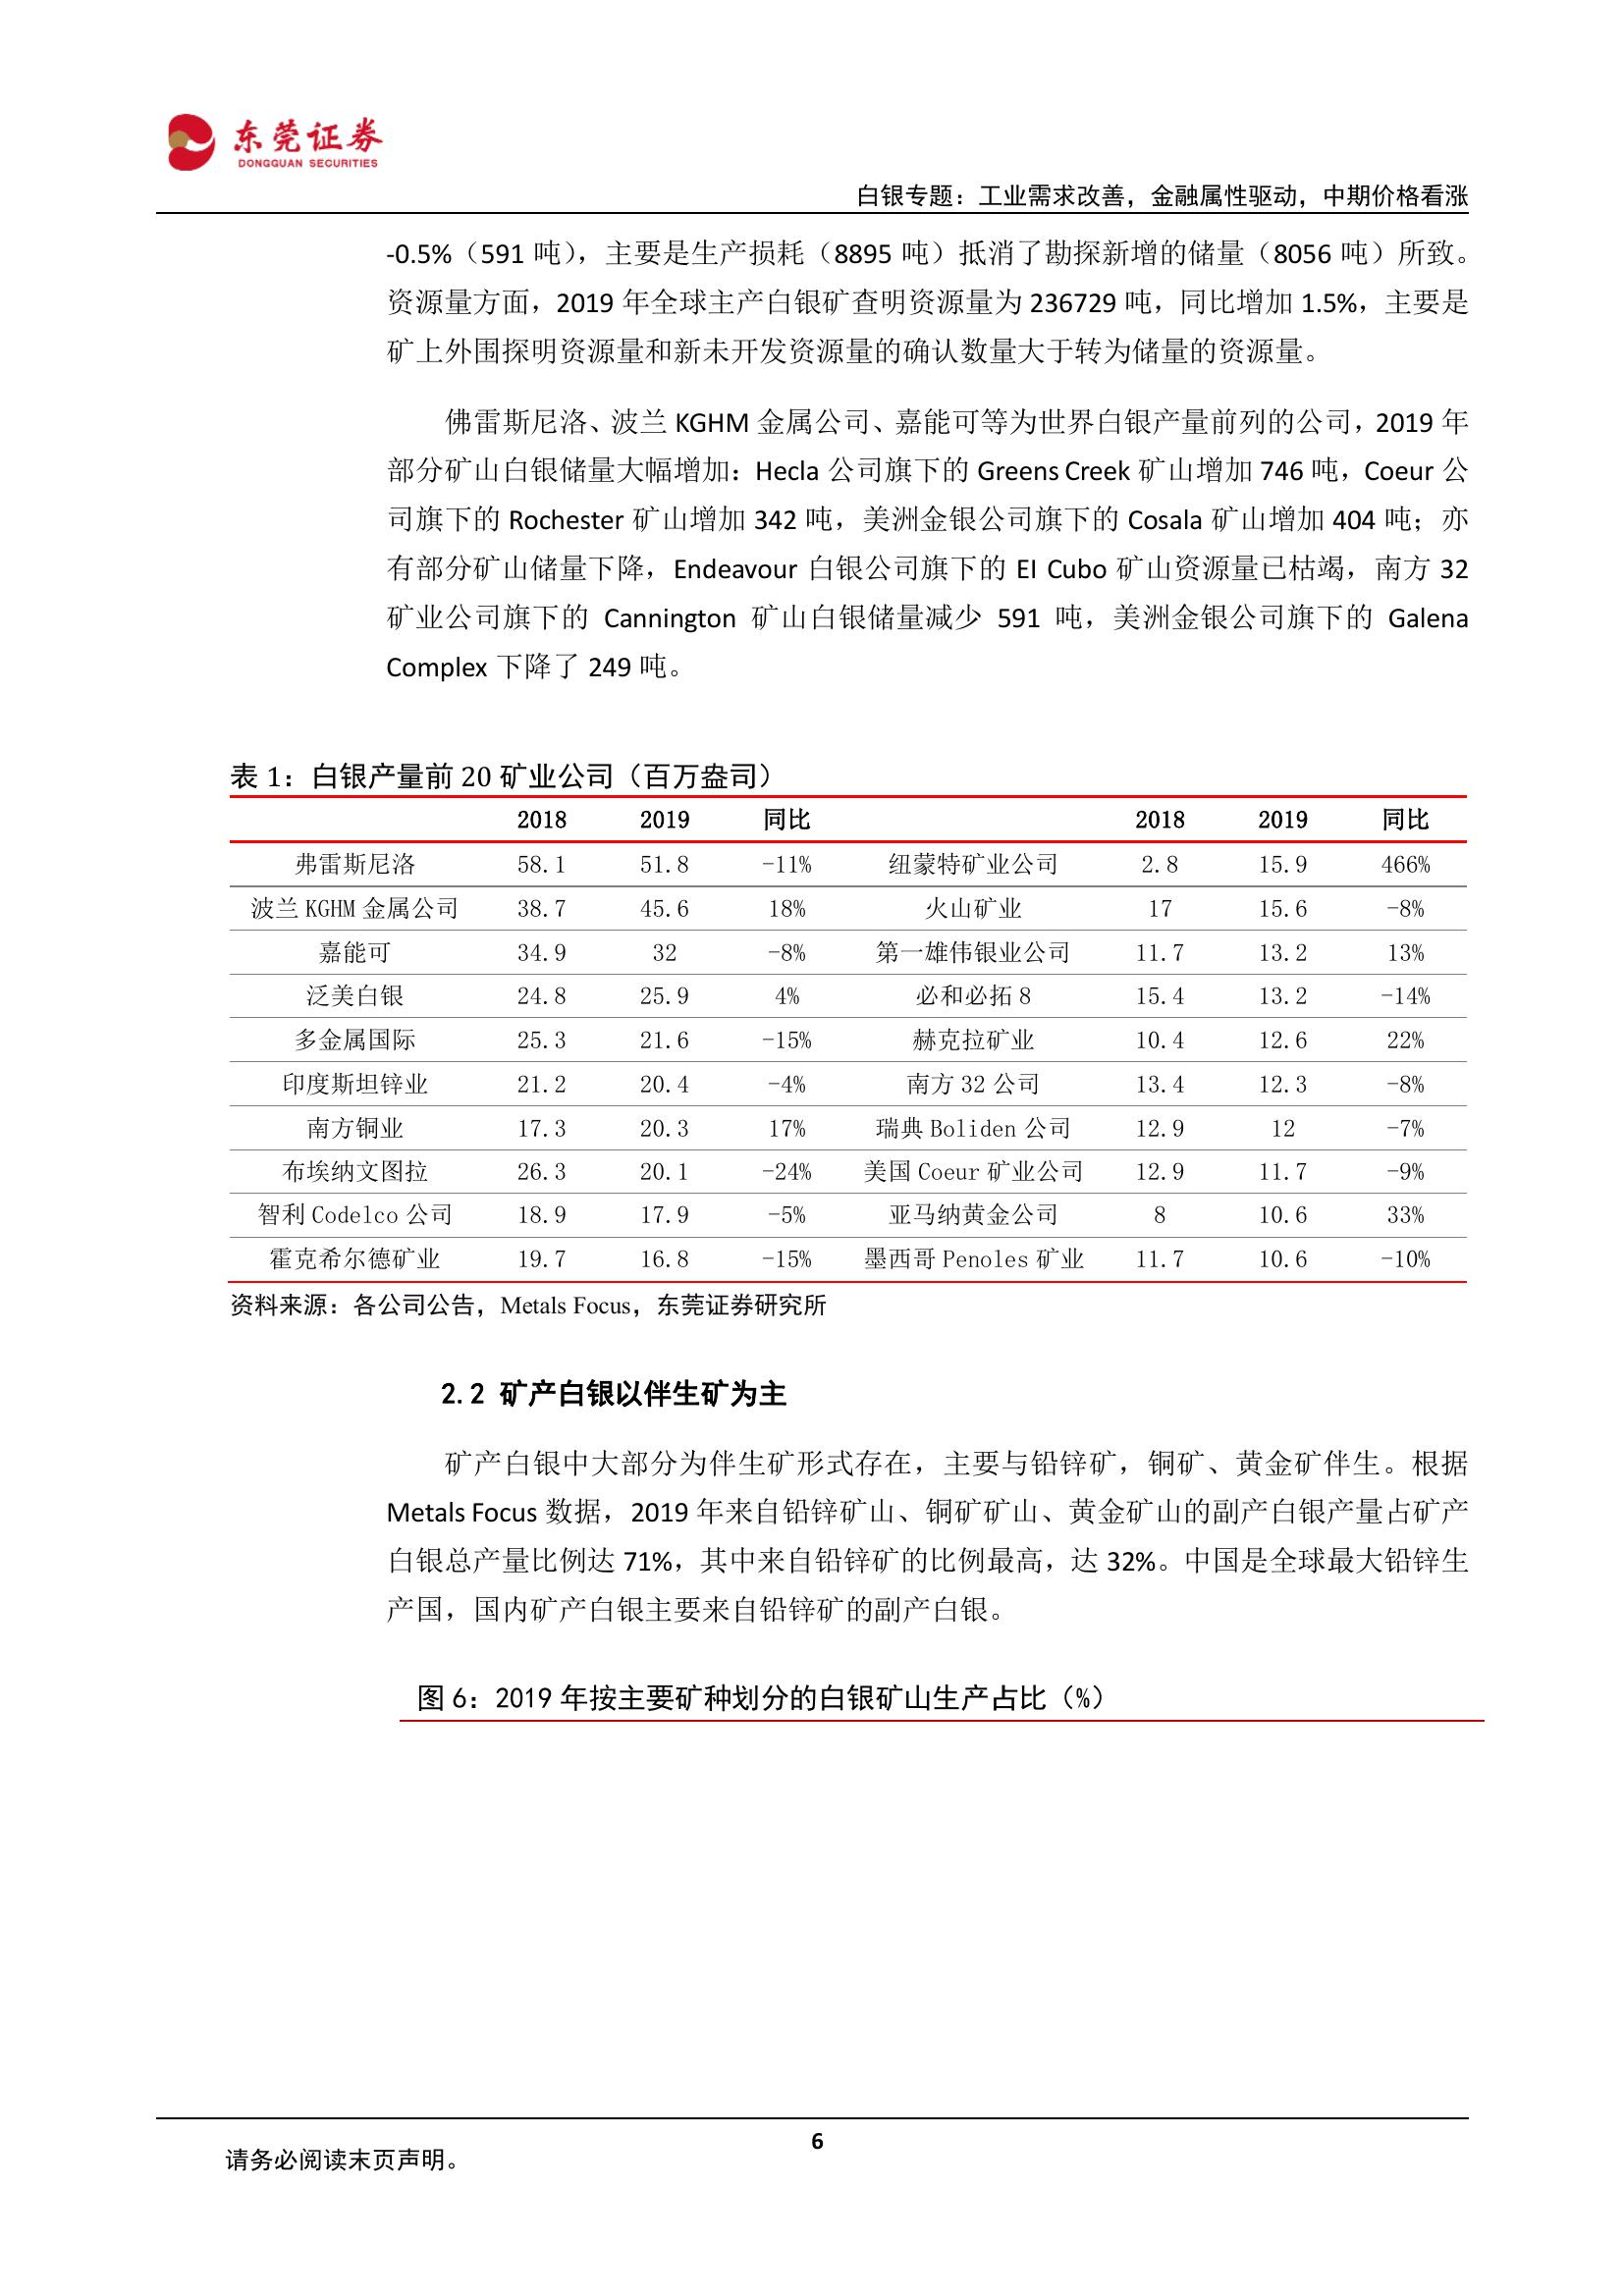 东莞证券
DONGGUAN SECURITIES
白银专题：工业需求改善，金融属性驱动，中期价格看涨
-0.5%（591 吨），主要是生产损耗（8895 吨）抵消了勘探新增的储量（8056 吨）所致。
资源量方面，2019 年全球主产白银矿查明资源量为 236729 吨，同比增加 1.5%，主要是
矿上外围探明资源量和新未开发资源量的确认数量大于转为储量的资源量。
佛雷斯尼洛、波兰 KGHM 金属公司、嘉能可等为世界白银产量前列的公司，2019 年
部分矿山白银储量大幅增加：Hecla 公司旗下的 Greens Creek 矿山增加 746 吨，Coeur 公
司旗下的 Rochester 矿山增加 342 吨，美洲金银公司旗下的 Cosala 矿山增加 404 吨；亦
有部分矿山储量下降，Endeavour 白银公司旗下的 EI Cubo 矿山资源量已枯竭，南方 32
矿业公司旗下的 Cannington 矿山白银储量减少 591 吨，美洲金银公司旗下的 Galena
Complex 下降了 249 吨。
表 1：白银产量前 20 矿业公司（百万盎司）
2018 2019 同比 2018 2019 同比
弗雷斯尼洛 58.1 51.8 -11% 纽蒙特矿业公司 2.8 15.9 466%
波兰 KGHM 金属公司 38.7 45.6 18% 火山矿业 17 15.6 -8%
嘉能可 34.9 32 -8% 第一雄伟银业公司 11.7 13.2 13%
泛美白银 24.8 25.9 4% 必和必拓 8 15.4 13.2 -14%
多金属国际 25.3 21.6 -15% 赫克拉矿业 10.4 12.6 22%
印度斯坦锌业 21.2 20.4 -4% 南方 32 公司 13.4 12.3 -8%
南方铜业 17.3 20.3 17% 瑞典 Boliden 公司 12.9 12 -7%
布埃纳文图拉 26.3 20.1 -24% 美国 Coeur 矿业公司 12.9 11.7 -9%
智利 Codelco 公司 18.9 17.9 -5% 亚马纳黄金公司 8 10.6 33%
霍克希尔德矿业 19.7 16.8 -15% 墨西哥 Penoles 矿业 11.7 10.6 -10%
资料来源：各公司公告，Metals Focus，东莞证券研究所
2.2 矿产白银以伴生矿为主
矿产白银中大部分为伴生矿形式存在，主要与铅锌矿，铜矿、黄金矿伴生。根据
Metals Focus 数据，2019 年来自铅锌矿山、铜矿矿山、黄金矿山的副产白银产量占矿产
白银总产量比例达 71%，其中来自铅锌矿的比例最高，达 32%。中国是全球最大铅锌生
产国，国内矿产白银主要来自铅锌矿的副产白银。
图 6：2019 年按主要矿种划分的白银矿山生产占比（%）
6
请务必阅读末页声明。